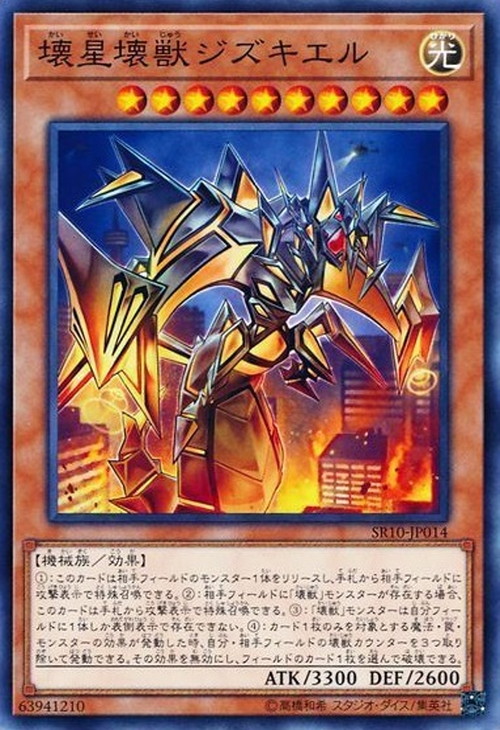 壊星壊獣ジズキエル
光
SR10-JP014
【機械族／効果】
①：このカードは相手フィールドのモンスター1体をリリースし、手札から相手フィールドに
攻撃表示で特殊召喚できる。②：相手フィールドに「壊獣」モンスターが存在する場合、
このカードは手札から攻撃表示で特殊召喚できる。③：「壊獣」モンスターは自分フィー
ルドに1体しか表側表示で存在できない。④：カード1枚のみを対象とする魔法・罠・
モンスターの効果が発動した時、自分・相手フィールドの壊獣カウンターを３つ取り
除いて発動できる。その効果を無効にし、フィールドのカード1枚を選んで破壊できる。
ATK/3300 DEF/2600
63941210
©高橋和希 スタジオ・ダイス/集英社